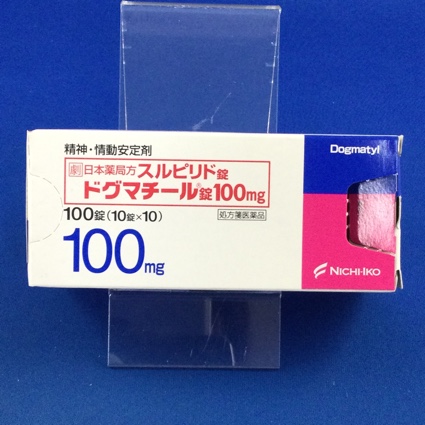 精神・情動安定剤
Dogmatyl
劇 日本薬局方 スルピリド錠
ドグマチール®錠100mg
100錠(10錠×10)
処方箋医薬品
100mg
NICHI-IKO